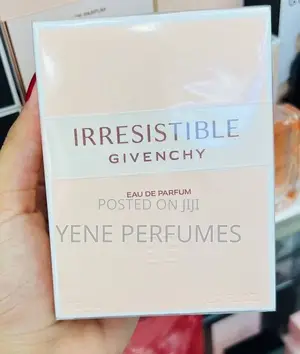 IRRESISTIBLE
GIVENCHY
EAU DE PARFUM
POSTED ON JIJI
YENE PERFUMES